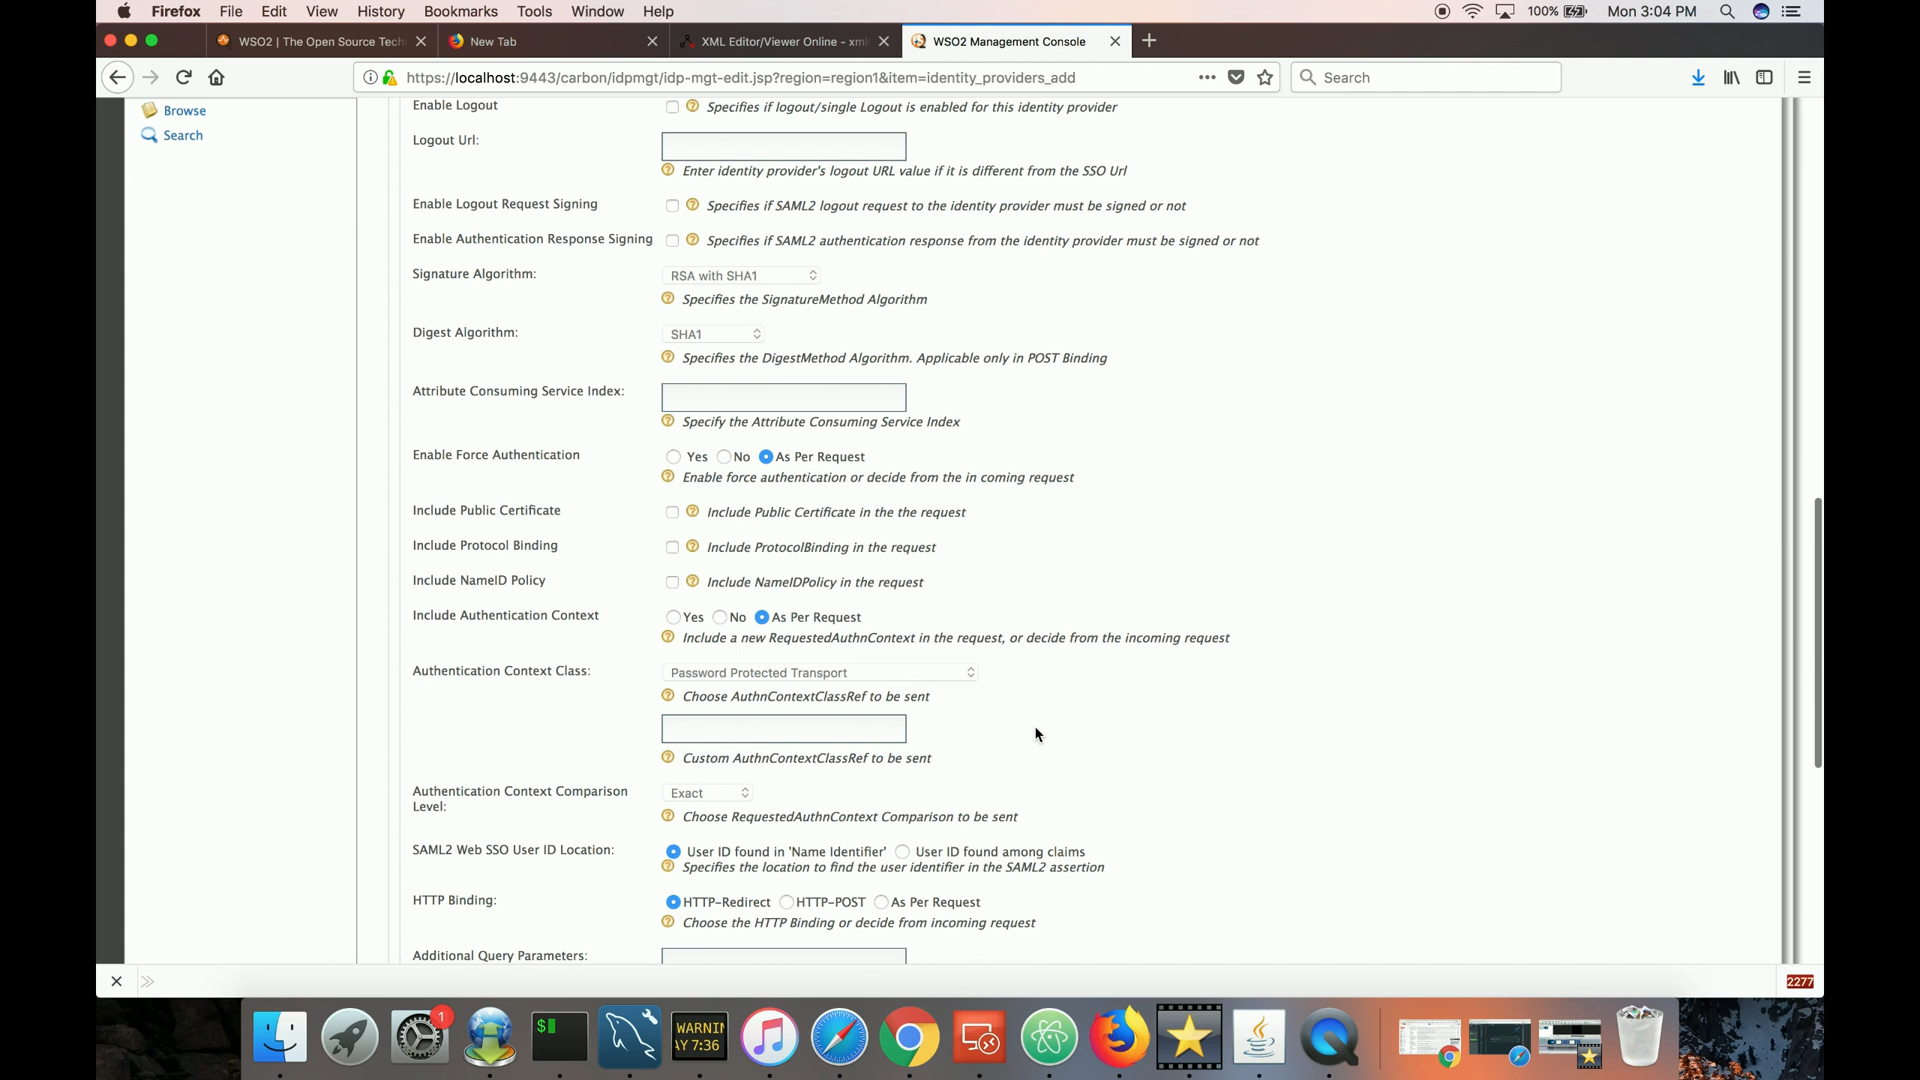 Firefox File Edit View History Bookmarks Tools Window Help 100% Mon 3:04 PM
WSO2 | The Open Source Tech New Tab XML Editor/Viewer Online - xml WSO2 Management Console
https://localhost:9443/carbon/idpmgt/idp-mgt-edit.jsp?region=region1&item=identity_providers_add Search
Browse
Search
Enable Logout Specifies if logout/single Logout is enabled for this identity provider
Logout Url:
Enter identity provider's logout URL value if it is different from the SSO Url
Enable Logout Request Signing Specifies if SAML2 logout request to the identity provider must be signed or not
Enable Authentication Response Signing Specifies if SAML2 authentication response from the identity provider must be signed or not
Signature Algorithm: RSA with SHA1
Specifies the SignatureMethod Algorithm
Digest Algorithm: SHA1
Specifies the DigestMethod Algorithm. Applicable only in POST Binding
Attribute Consuming Service Index:
Specify the Attribute Consuming Service Index
Enable Force Authentication Yes No As Per Request
Enable force authentication or decide from the in coming request
Include Public Certificate Include Public Certificate in the the request
Include Protocol Binding Include ProtocolBinding in the request
Include NameID Policy Include NameIDPolicy in the request
Include Authentication Context Yes No As Per Request
Include a new RequestedAuthnContext in the request, or decide from the incoming request
Authentication Context Class: Password Protected Transport
Choose AuthnContextClassRef to be sent
Custom AuthnContextClassRef to be sent
Authentication Context Comparison Exact
Level:
Choose RequestedAuthnContext Comparison to be sent
SAML2 Web SSO User ID Location: User ID found in 'Name Identifier' User ID found among claims
Specifies the location to find the user identifier in the SAML2 assertion
HTTP Binding: HTTP-Redirect HTTP-POST As Per Request
Choose the HTTP Binding or decide from incoming request
Additional Query Parameters:
2277
1
$
WARNIN
AY 7:36